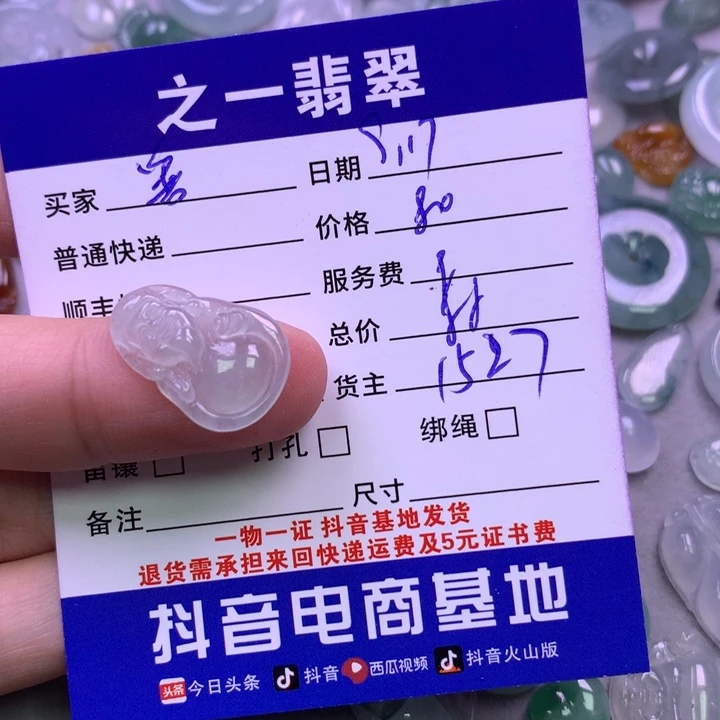 之一翡翠
买家 日期
普通快递 价格 80
顺丰 服务费
总价
货主 1527
镶 打孔 绑绳
备注 尺寸
一物一证 抖音基地发货
退货需承担来回快递运费及5元证书费
抖音电商基地
头条 今日头条 抖音 西瓜视频 抖音火山版